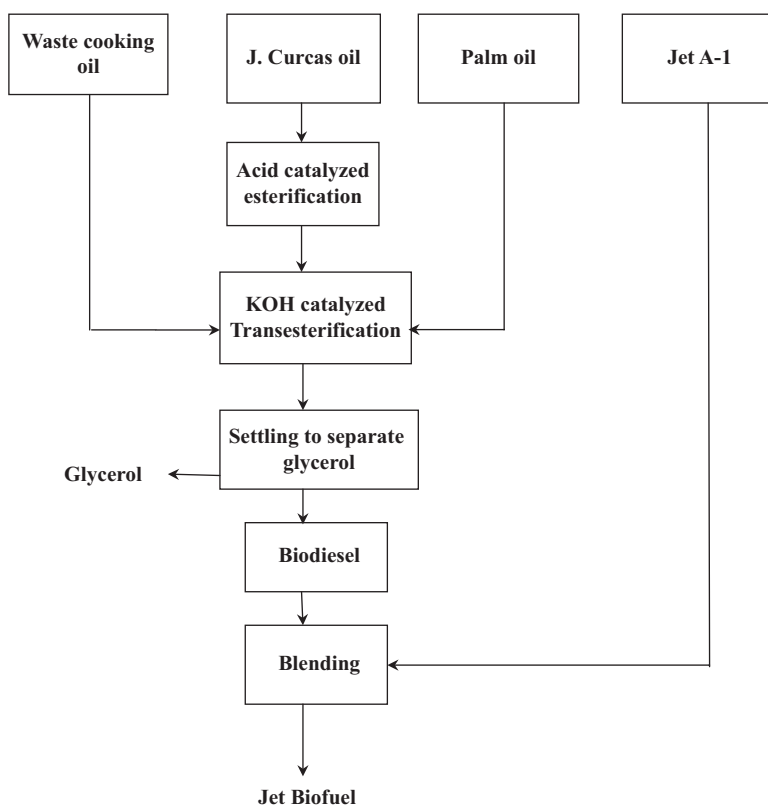 Waste cooking
oil
J. Curcas oil
Palm oil
Jet A-1
Acid catalyzed
esterification
KOH catalyzed
Transesterification
Settling to separate
glycerol
Glycerol
Biodiesel
Blending
Jet Biofuel